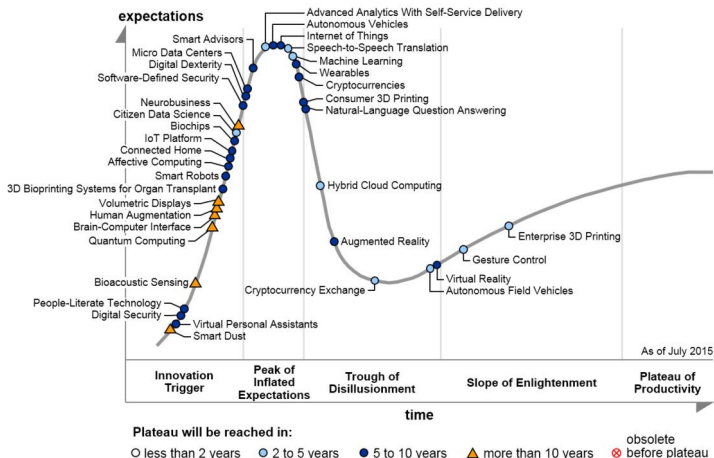 expectations
Advanced Analytics With Self-Service Delivery
Autonomous Vehicles
Internet of Things
Speech-to-Speech Translation
Machine Learning
Wearables
Cryptocurrencies
Consumer 3D Printing
Natural-Language Question Answering
Smart Advisors
Micro Data Centers
Digital Dexterity
Software-Defined Security
Neurobusiness
Citizen Data Science
Biochips
IoT Platform
Connected Home
Affective Computing
Smart Robots
3D Bioprinting Systems for Organ Transplant
Volumetric Displays
Human Augmentation
Brain-Computer Interface
Quantum Computing
Bioacoustic Sensing
People-Literate Technology
Digital Security
Virtual Personal Assistants
Smart Dust
Hybrid Cloud Computing
Augmented Reality
Cryptocurrency Exchange
Enterprise 3D Printing
Gesture Control
Virtual Reality
Autonomous Field Vehicles
As of July 2015
Innovation
Trigger
Peak of
Inflated
Expectations
Trough of
Disillusionment
Slope of Enlightenment
Plateau of
Productivity
time
Plateau will be reached in:
less than 2 years
2 to 5 years
5 to 10 years
more than 10 years
obsolete
before plateau